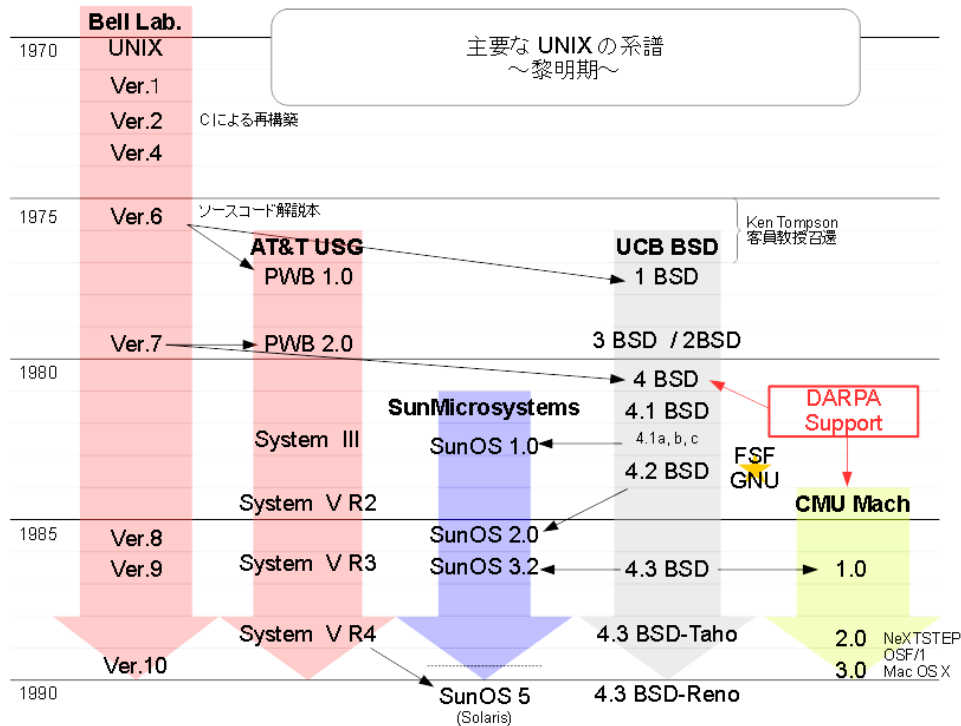 Bell Lab.
主要な UNIX の系譜
～黎明期～
1970
UNIX
Ver.1
Ver.2
Cによる再構築
Ver.4
1975
Ver.6
ソースコード解説本
Ken Tompson
客員教授召還
AT&T USG
UCB BSD
PWB 1.0
1 BSD
Ver.7
PWB 2.0
3 BSD / 2BSD
1980
4 BSD
DARPA
Support
SunMicrosystems
4.1 BSD
System III
SunOS 1.0
4.1a, b, c
FSF
GNU
4.2 BSD
CMU Mach
System V R2
1985
Ver.8
SunOS 2.0
Ver.9
System V R3
SunOS 3.2
4.3 BSD
1.0
System V R4
4.3 BSD-Taho
2.0
NeXTSTEP
OSF/1
Mac OS X
3.0
Ver.10
1990
SunOS 5
(Solaris)
4.3 BSD-Reno